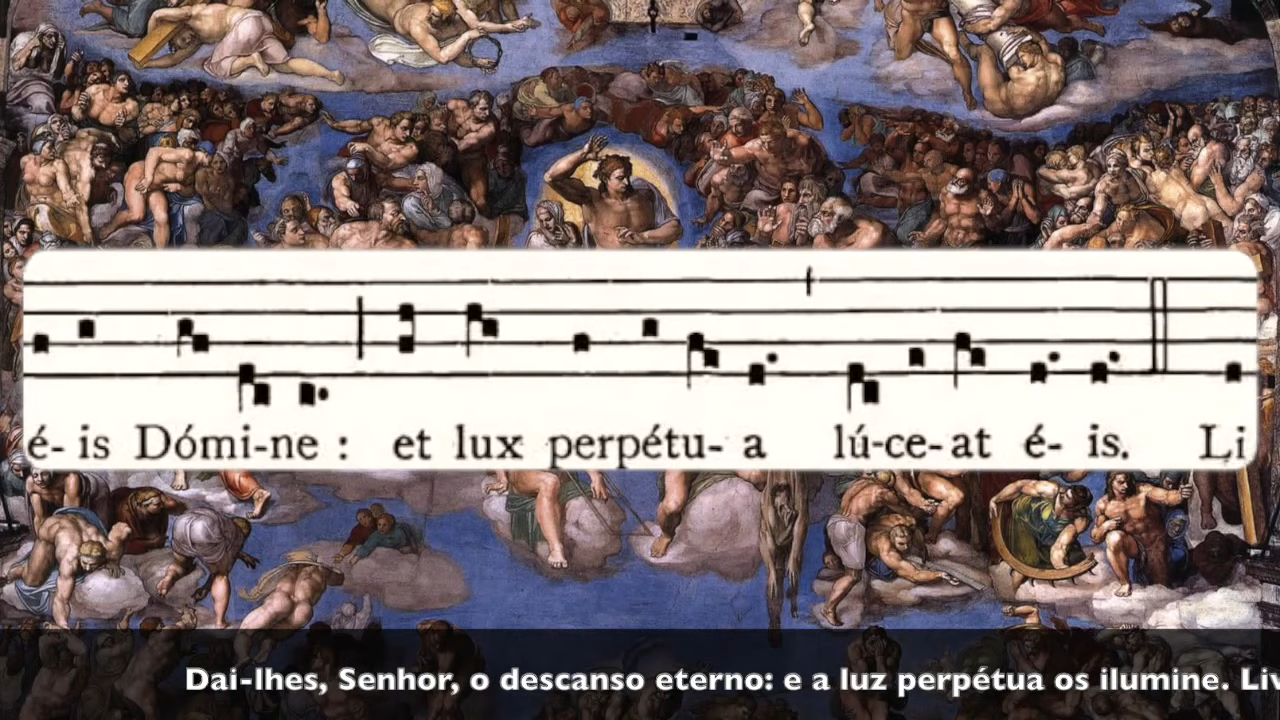 é- is Dómi-ne : et lux perpétu- a lú-ce-at é- is. Li
Dai-lhes, Senhor, o descanso eterno: e a luz perpétua os ilumine. Liv